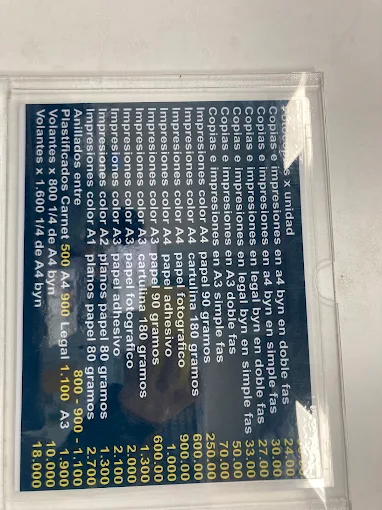 x unidad
Copias e impresiones en a4 byn en doble fas 24.00
Copias e impresiones en a4 byn en simple fas 30.00
Copias e impresiones en legal byn en doble fas 27.00
Copias e impresiones en legal byn en simple fas 33.00
Copias e impresiones en A3 doble fas 50.00
Copias e impresiones en A3 simple fas 70.00
Impresiones color A4 papel 90 gramos 250.00
Impresiones color A4 cartulina 180 gramos 600.00
Impresiones color A4 papel fotografico 900.00
Impresiones color A4 papel adhesivo 1.000
Impresiones color A3 papel 90 gramos 600.00
Impresiones color A3 cartulina 180 gramos 1.300
Impresiones color A3 papel fotografico 2.000
Impresiones color A3 papel adhesivo 2.100
Impresiones color A2 planos papel 80 gramos 1.300
Impresiones color A1 planos papel 80 gramos 2.700
Anillados entre 800 - 900 - 1.100
Plastificados Carnet 500 A4 900 Legal 1.100 A3 1.900
Volantes x 800 1/4 de A4 byn 10.000
Volantes x 1.600 1/4 de A4 byn 18.000